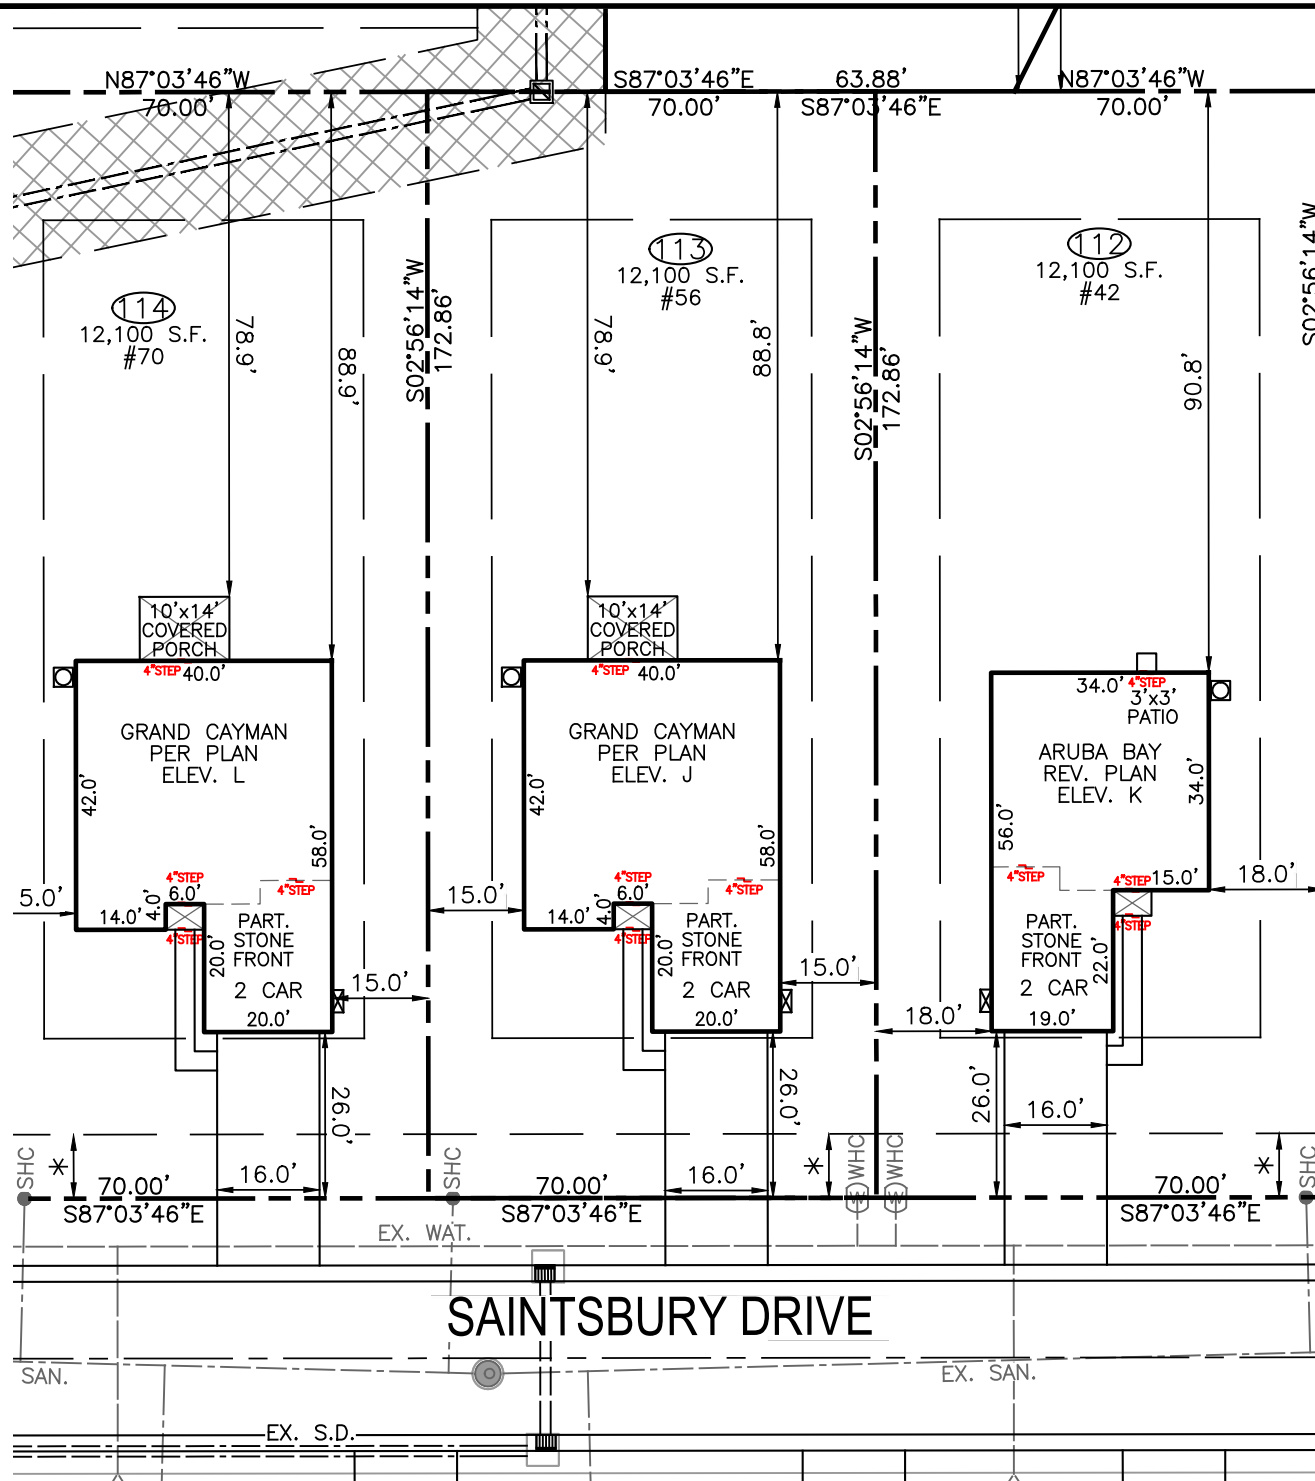 N87°03'46"W
70.00'
S87°03'46"E
70.00'
63.88'
S87°03'46"E
N87°03'46"W
70.00'
S02°56'14"W
114
12,100 S.F.
#70
78.9'
88.9'
S02°56'14"W
172.86'
113
12,100 S.F.
#56
78.9'
88.8'
S02°56'14"W
172.86'
112
12,100 S.F.
#42
90.8'
10'x14'
COVERED
PORCH
4"STEP
40.0'
GRAND CAYMAN
PER PLAN
ELEV. L
42.0'
58.0'
4"STEP
6.0'
4"STEP
5.0'
14.0'
4.0'
4"STEP
20.0'
PART.
STONE
FRONT
2 CAR
20.0'
15.0'
26.0'
10'x14'
COVERED
PORCH
4"STEP
40.0'
GRAND CAYMAN
PER PLAN
ELEV. J
42.0'
58.0'
4"STEP
6.0'
4"STEP
15.0'
14.0'
4.0'
4"STEP
20.0'
PART.
STONE
FRONT
2 CAR
20.0'
15.0'
26.0'
34.0'
4"STEP
3'x3'
PATIO
ARUBA BAY
REV. PLAN
ELEV. K
34.0'
56.0'
4"STEP
4"STEP
15.0'
18.0'
4"STEP
PART.
STONE
FRONT
22.0'
2 CAR
19.0'
18.0'
26.0'
16.0'
SHC
*
70.00'
S87°03'46"E
16.0'
SHC
70.00'
S87°03'46"E
16.0'
*
WHC
WHC
70.00'
S87°03'46"E
*
SHC
EX. WAT.
SAINTSBURY DRIVE
SAN.
EX. SAN.
EX. S.D.